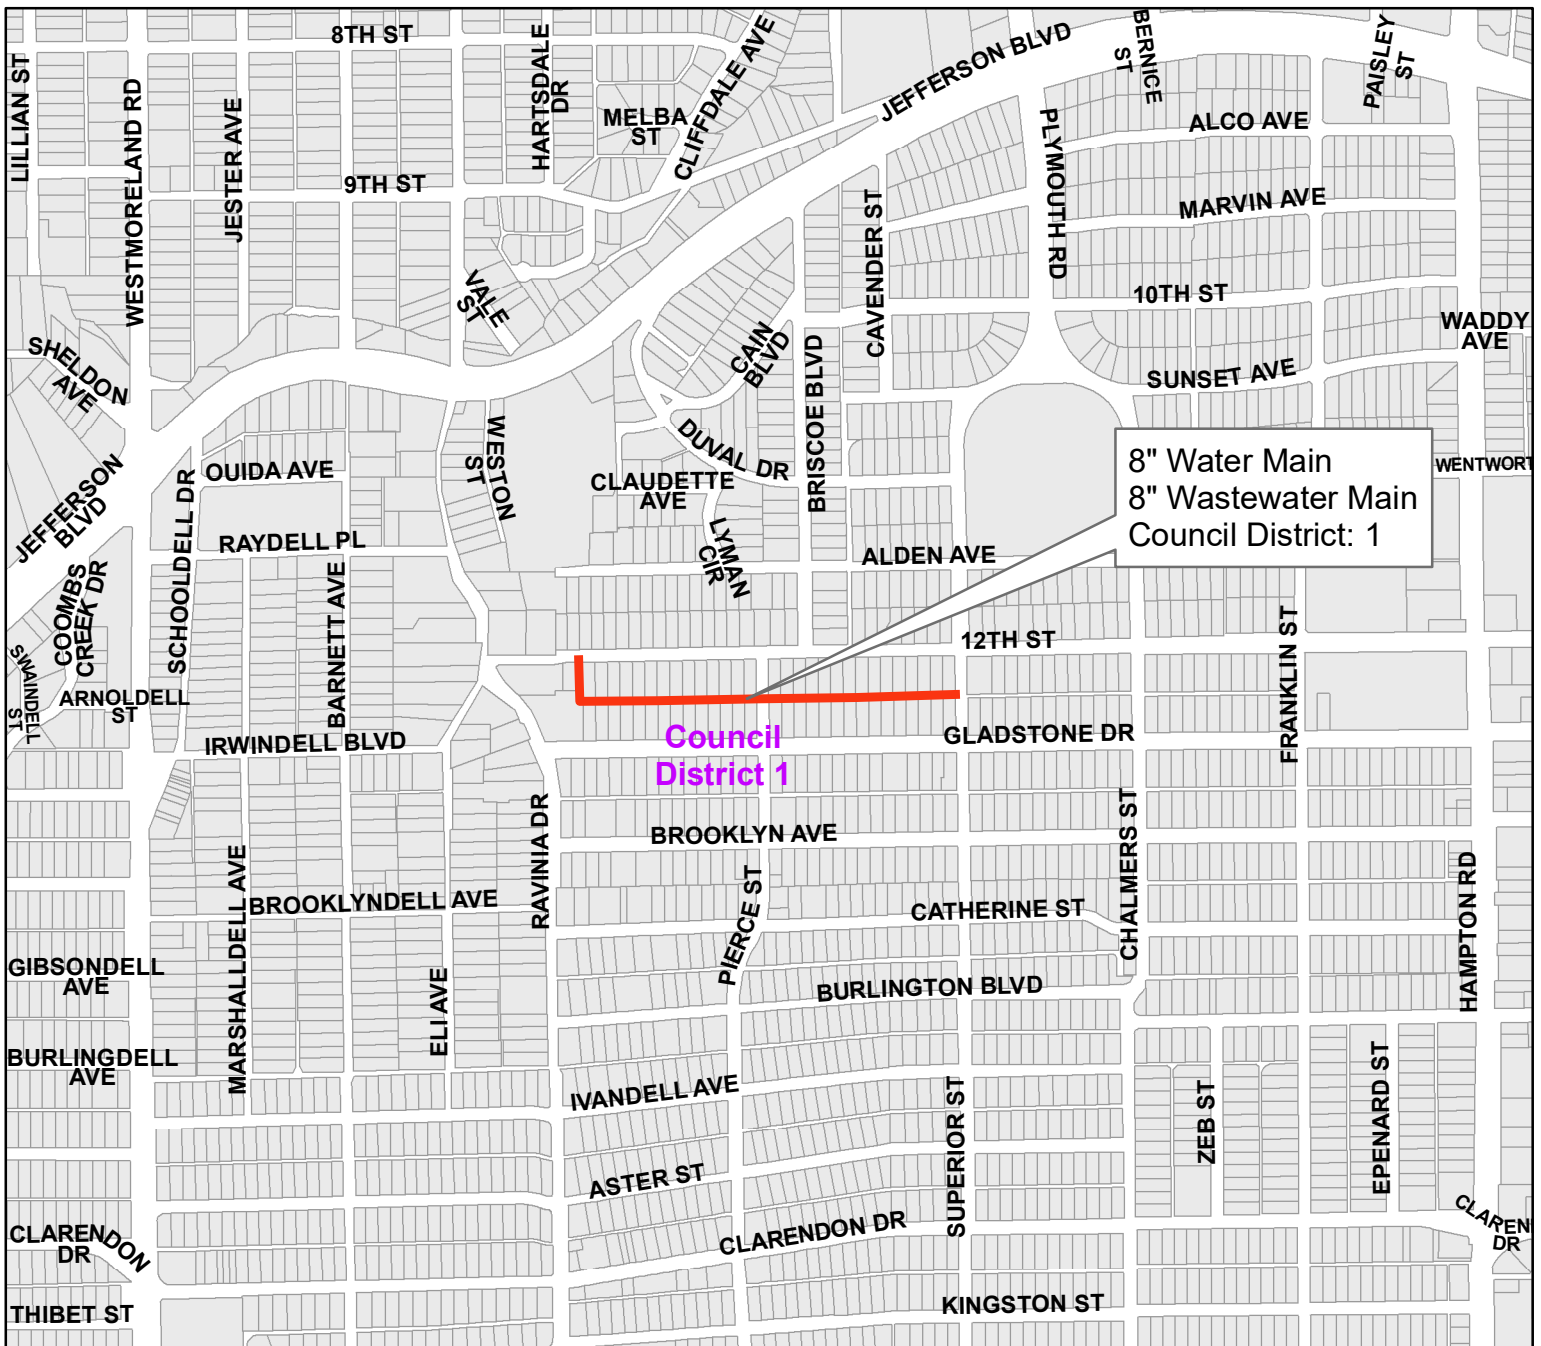 8TH ST
HARTSDALE
DR
CLIFFDALE AVE
JEFFERSON BLVD
BERNICE
ST
PAISLEY
ST
LILLIAN ST
WESTMORELAND RD
JESTER AVE
MELBA
ST
PLYMOUTH RD
ALCO AVE
9TH ST
CAVENDER ST
MARVIN AVE
VALE
ST
10TH ST
WADDY
AVE
SHELDON
AVE
CAIN
BLVD
BRISCOE BLVD
SUNSET AVE
DUVAL DR
WESTON
ST
OUIDA AVE
CLAUDETTE
AVE
8" Water Main
8" Wastewater Main
Council District: 1
WENTWORT
JEFFERSON
BLVD
SCHOOLDELL DR
RAYDELL PL
LYMAN
CIR
ALDEN AVE
COOMBS
CREEK DR
BARNETT AVE
12TH ST
FRANKLIN ST
SWAINDELL
ST
ARNOLDELL
ST
IRWINDELL BLVD
Council
District 1
GLADSTONE DR
RAVINIA DR
BROOKLYN AVE
CHALMERS ST
MARSHALLDELL AVE
BROOKLYNDELL AVE
PIERCE ST
CATHERINE ST
HAMPTON RD
GIBSONDELL
AVE
ELI AVE
BURLINGTON BLVD
BURLINGDELL
AVE
IVANDELL AVE
SUPERIOR ST
ZEB ST
EPENARD ST
ASTER ST
CLARENDON
DR
CLARENDON DR
CLAREN
DR
THIBET ST
KINGSTON ST